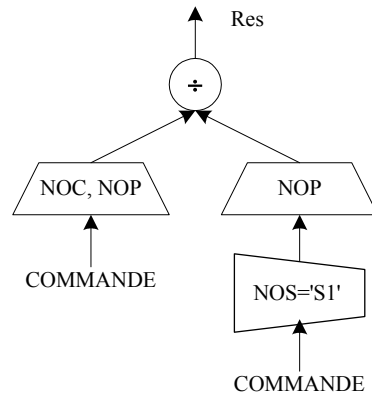 Res
÷
NOC, NOP
NOP
COMMANDE
NOS='S1'
COMMANDE